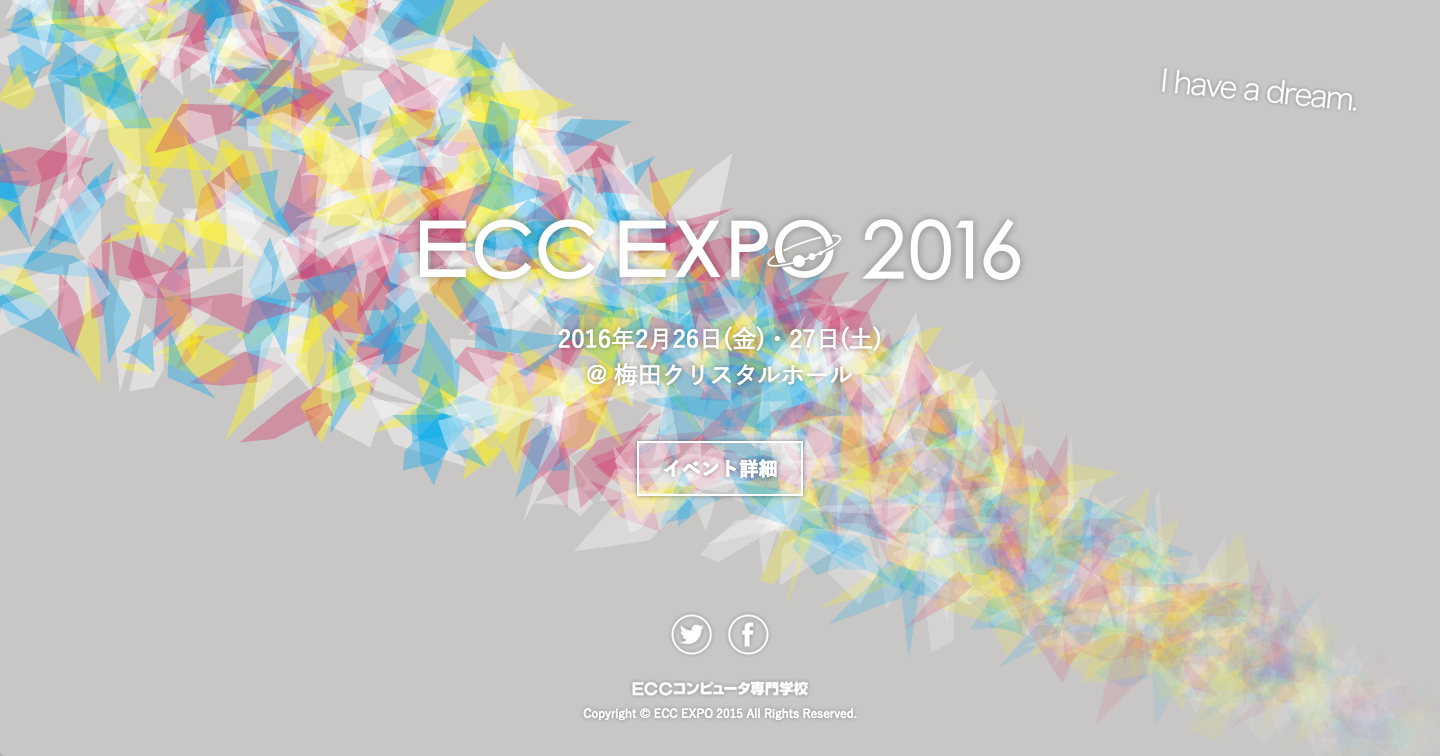 I have a dream.
ECC EXPO 2016
2016年2月26日(金)・27日(土)
@ 梅田クリスタルホール
イベント詳細
ECCコンピュータ専門学校
Copyright © ECC EXPO 2015 All Rights Reserved.